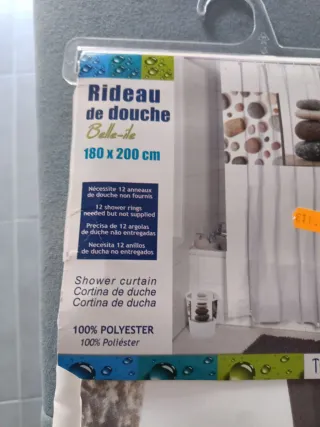 Rideau
de douche
Belle-ile
180 x 200 cm
Nécessite 12 anneaux
de douche non fournis
12 shower rings
needed but not supplied
Precisa de 12 argolas
de duche não entregadas
Necesita 12 anillos
de ducha no entregadas
Shower curtain
Cortina de duche
Cortina de ducha
100% POLYESTER
100% Poliéster